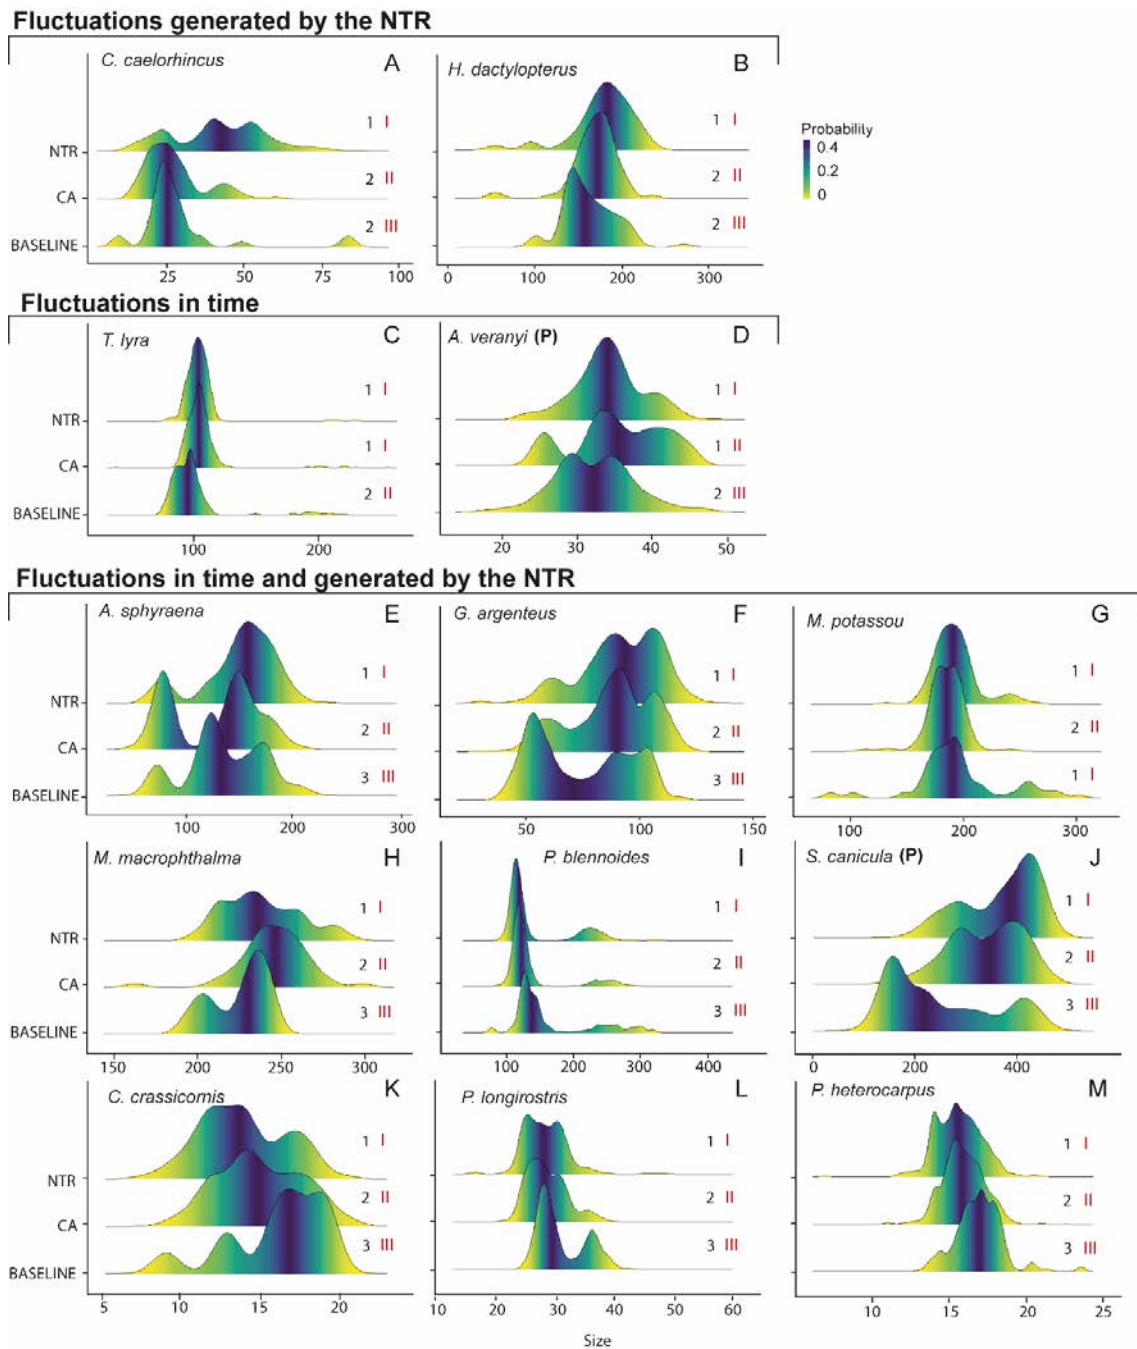 Fluctuations generated by the NTR
C. caelorhincus A
H. dactylopterus B
1 I
NTR
2 II
CA
2 III
BASELINE
25 50 75 100
1 I
2 II
2 III
0 100 200 300
Probability
0.4
0.2
0
Fluctuations in time
T. lyra C
A. veranyi (P) D
1 I
NTR
1 I
CA
2 II
BASELINE
100 200
1 I
1 II
2 III
20 30 40 50
Fluctuations in time and generated by the NTR
A. sphyraena E
1 I
NTR
2 II
CA
3 III
BASELINE
100 200 300
G. argenteus F
1 I
2 II
3 III
50 100 150
M. potassou G
1 I
2 II
1 I
100 200 300
M. macrophthalma H
1 I
NTR
2 II
CA
3 III
BASELINE
150 200 250 300
P. blennoides I
1 I
2 II
3 III
100 200 300 400
S. canicula (P) J
1 I
2 II
3 III
0 200 400
C. crassicornis K
1 I
NTR
2 II
CA
3 III
BASELINE
5 10 15 20
P. longirostris L
1 I
2 II
3 III
10 20 30 40 50 60
P. heterocarpus M
1 I
2 II
3 III
10 15 20 25
Size